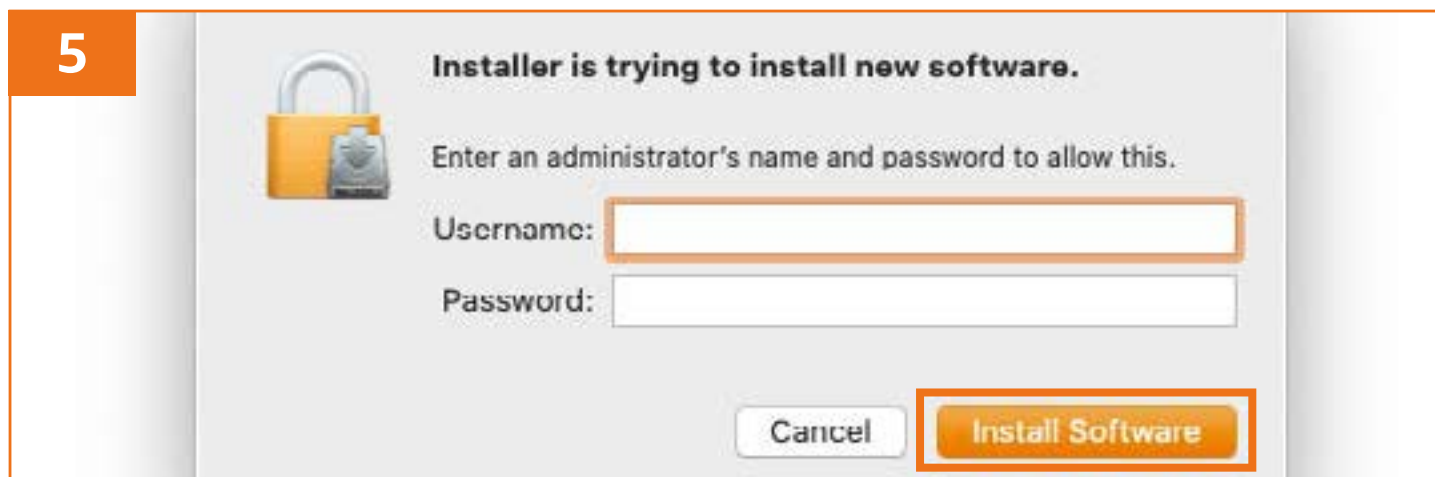 5
Installer is trying to install new software.
Enter an administrator's name and password to allow this.
Username:
Password:
Cancel
Install Software